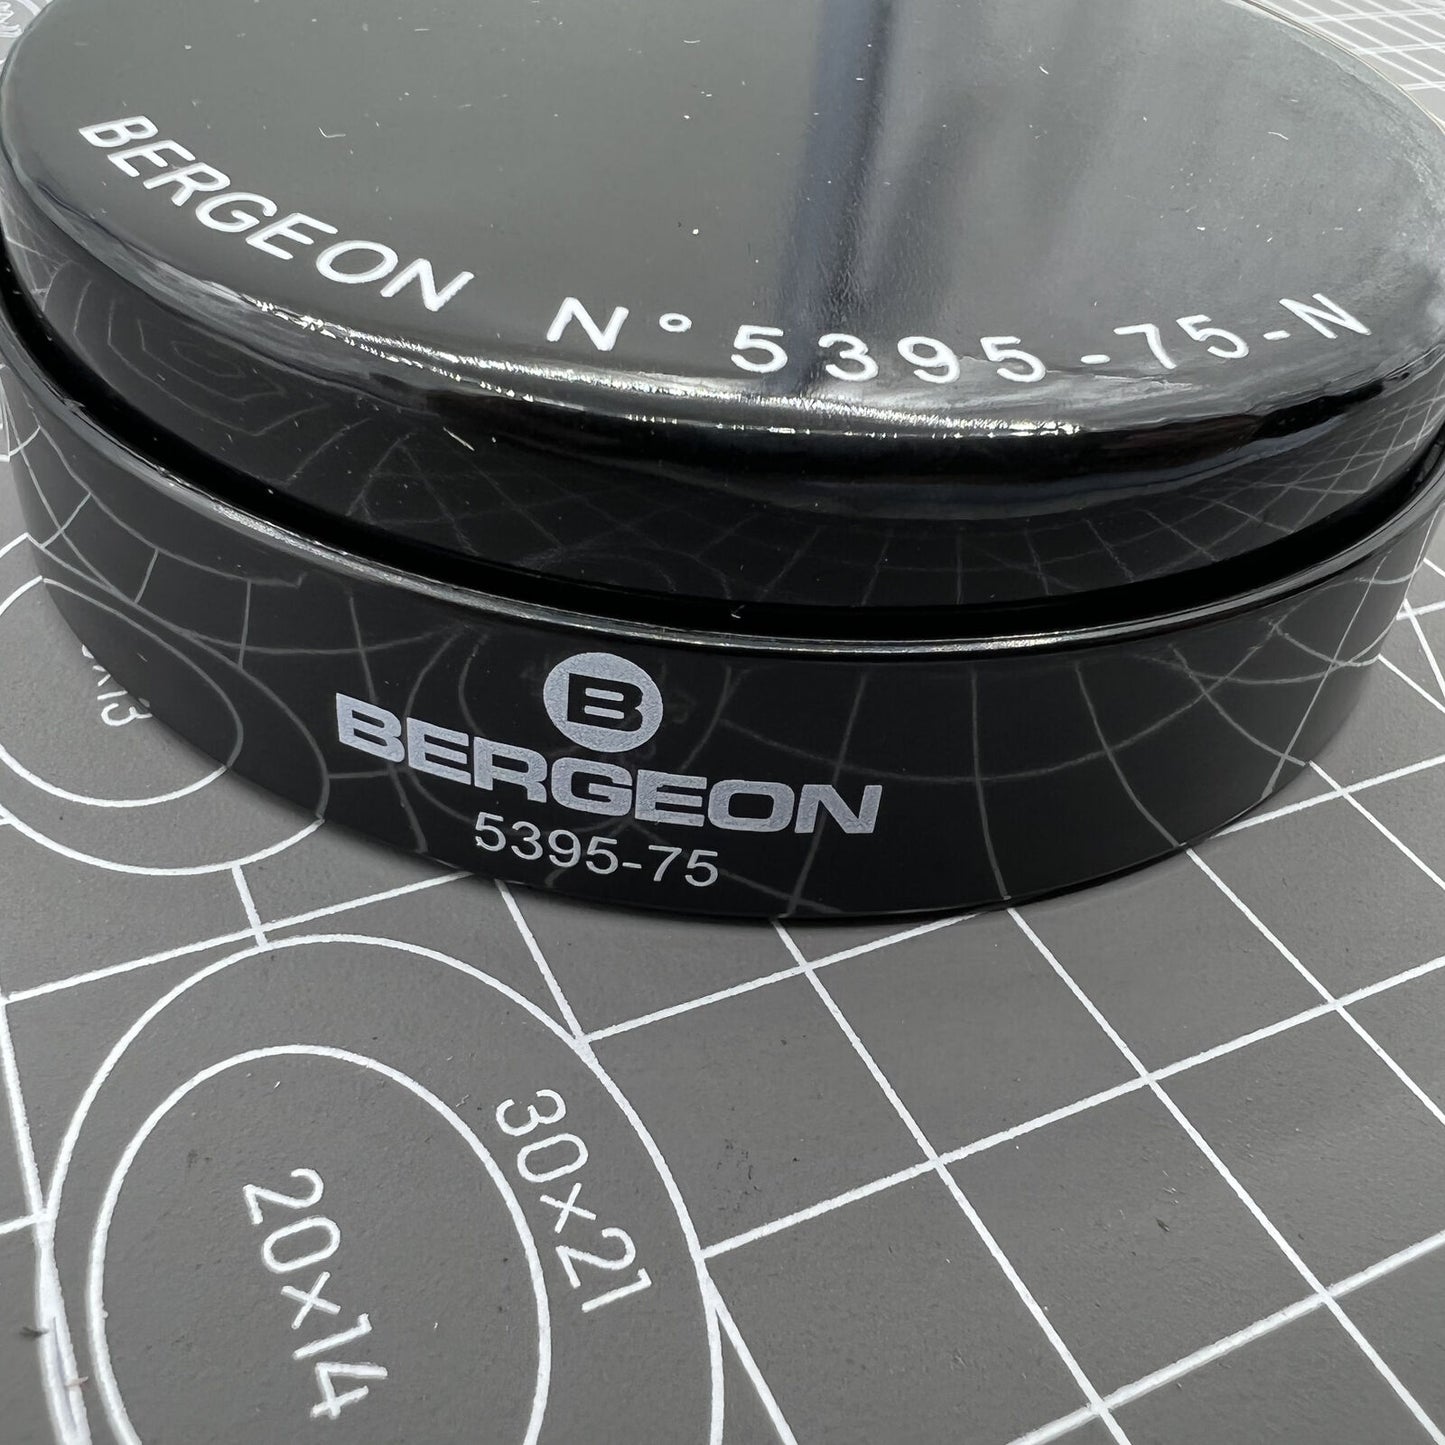 BERGEON N° 5395-75-N
B
BERGEON
5395-75
30x21
20x14